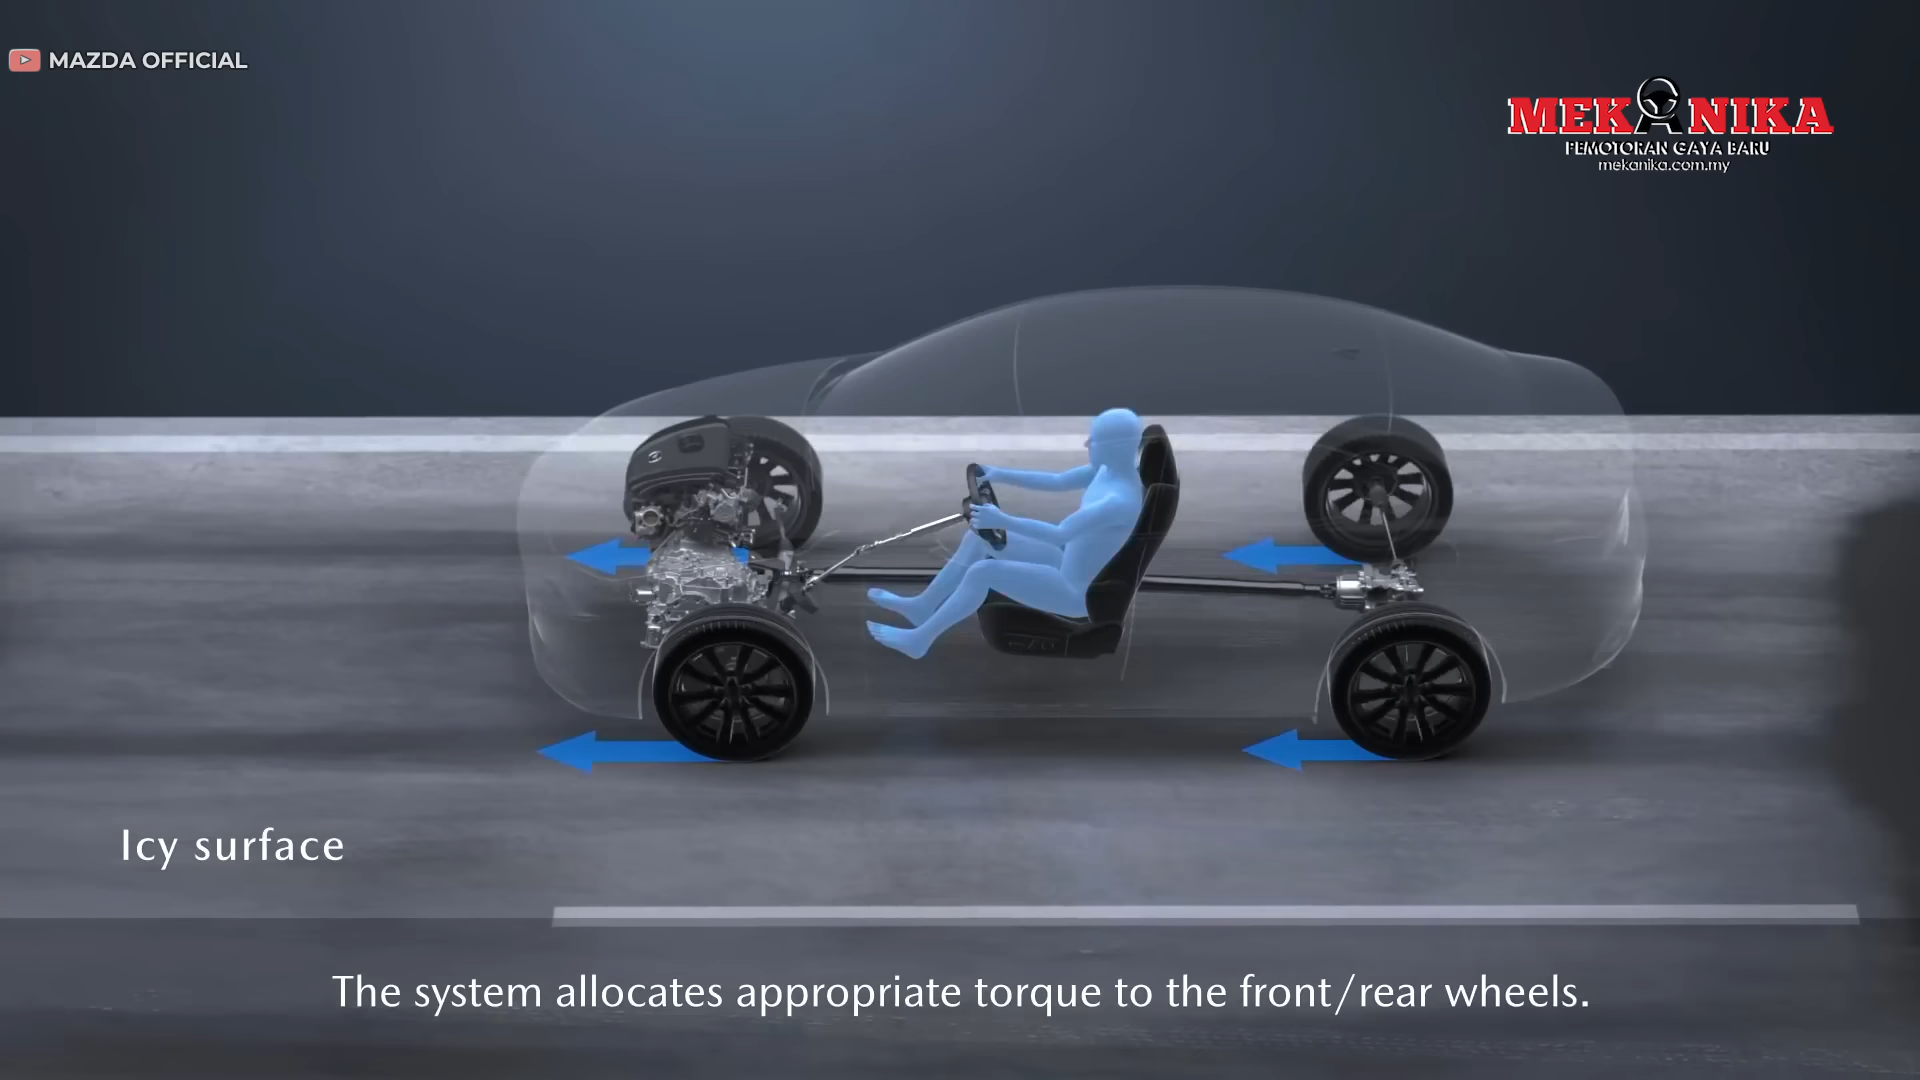 MAZDA OFFICIAL
MEKANIKA
PEMOTORAN GAYA BARU
mekanika.com.my
Icy surface
The system allocates appropriate torque to the front/rear wheels.